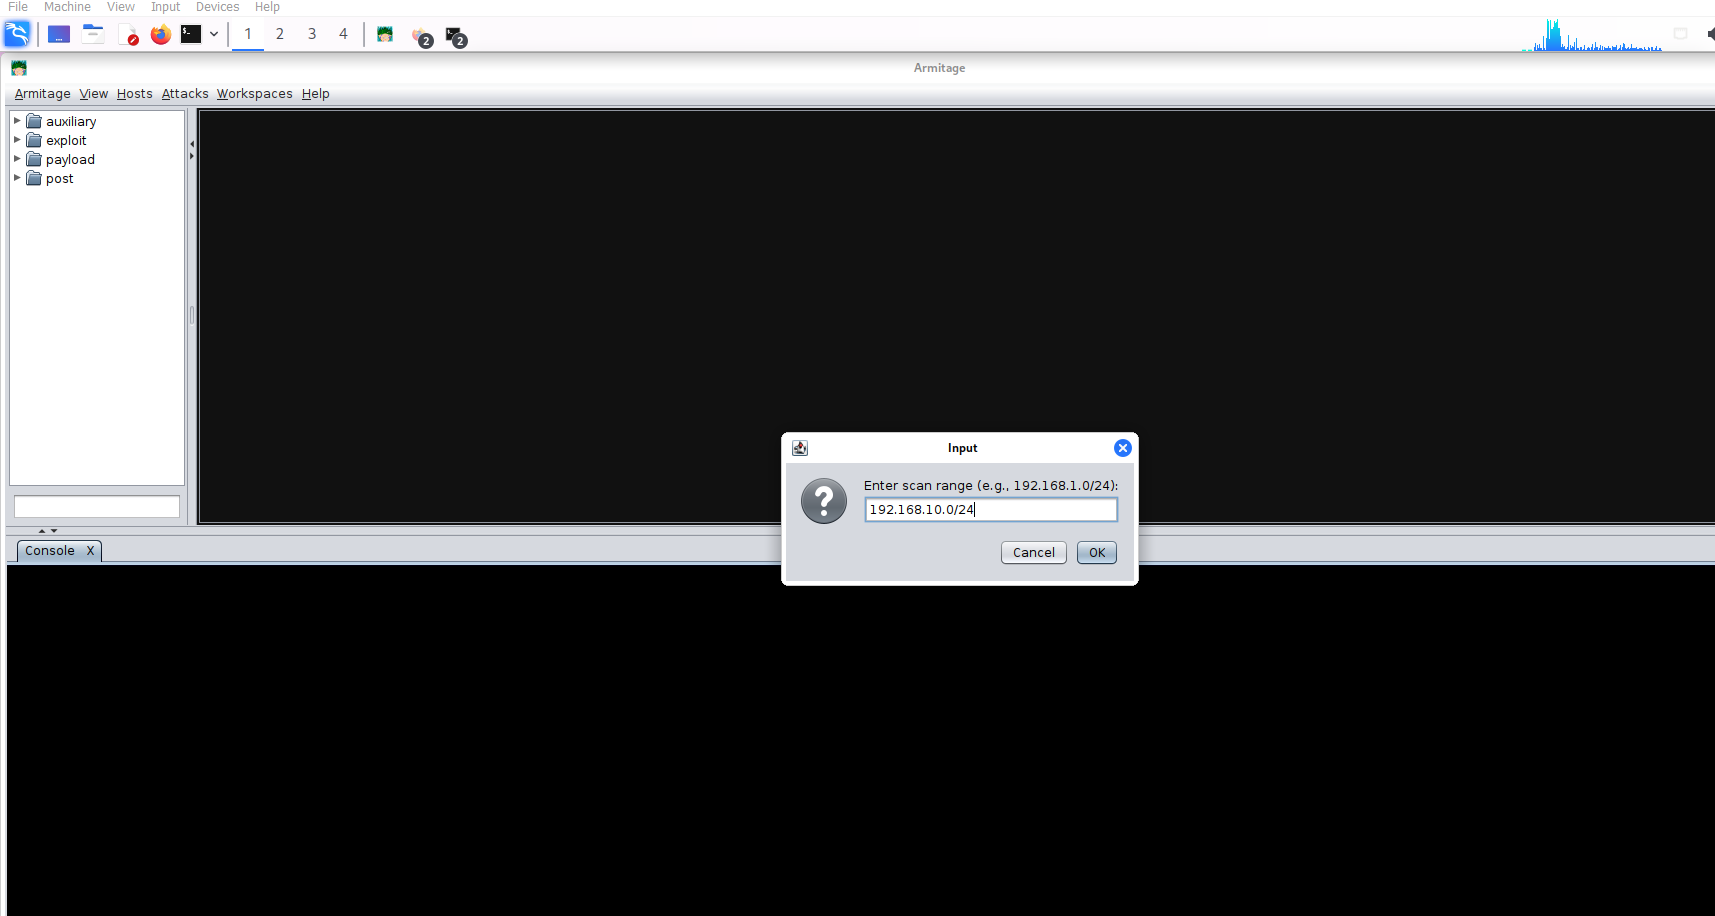 File Machine View Input Devices Help
1 2 3 4 2 2
Armitage
Armitage View Hosts Attacks Workspaces Help
auxiliary
exploit
payload
post
Input
Enter scan range (e.g., 192.168.1.0/24):
192.168.10.0/24
Cancel OK
Console X